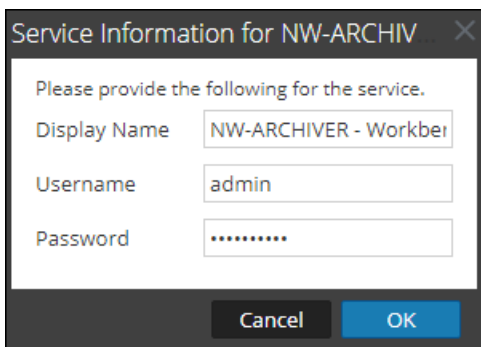 Service Information for NW-ARCHIV...
Please provide the following for the service.
Display Name NW-ARCHIVER - Workber
Username admin
Password ••••••••••
Cancel OK